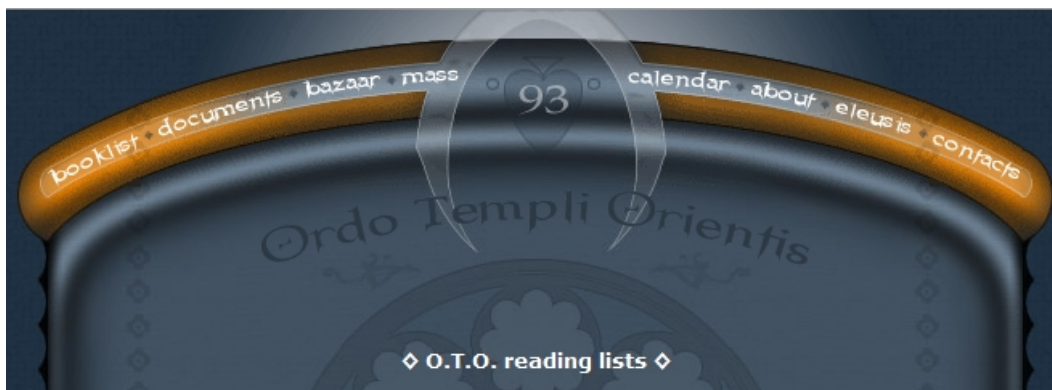 booklist ⬥ documents ⬥ bazaar ⬥ mass
93
calendar ⬥ about ⬥ eleusis ⬥ contacts
Ordo Templi Orientis
◇ O.T.O. reading lists ◇